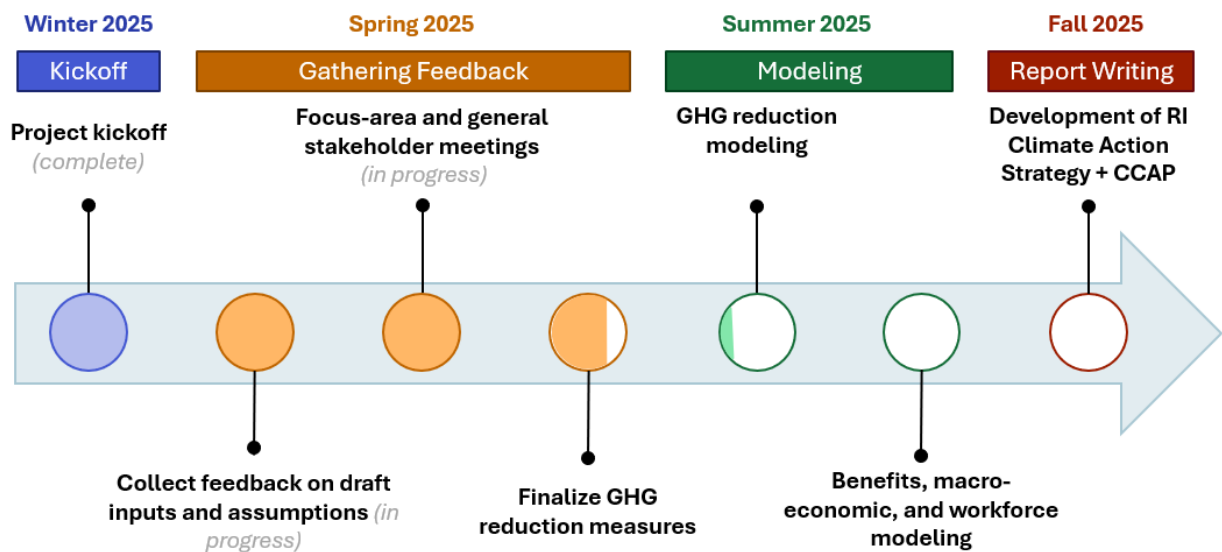 Winter 2025
Spring 2025
Summer 2025
Fall 2025
Kickoff
Gathering Feedback
Modeling
Report Writing
Project kickoff
(complete)
Focus-area and general
stakeholder meetings
(in progress)
GHG reduction
modeling
Development of RI
Climate Action
Strategy + CCAP
Collect feedback on draft
inputs and assumptions (in
progress)
Finalize GHG
reduction measures
Benefits, macro-
economic, and workforce
modeling